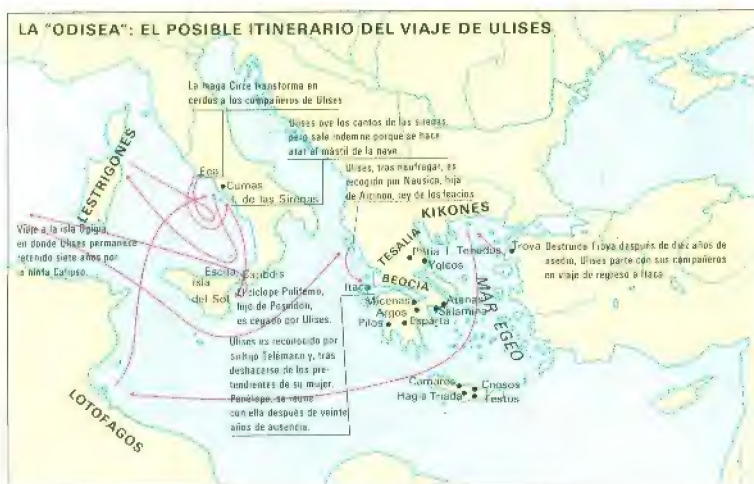 LA "ODISEA": EL POSIBLE ITINERARIO DEL VIAJE DE ULISES
La maga Circe transforma en
cerdos a los compañeros de Ulises
Ulises oye los cantos de las sirenas,
pero sale indemne porque se hace
atar al mástil de la nave
Ulises, tras naufragar, es
recogido por Nausica, hija
de Alcinoo, rey de los feacios
LESTRIGONES
Eea
Cumas
I. de las Sirenas
Viaje a la isla Ogigia,
en donde Ulises permanece
retenido siete años por
la ninfa Calipso.
Escila
Caribdis
isla
del Sol
El cíclope Polifemo,
hijo de Poseidón,
es cegado por Ulises.
Ulises es reconocido por
su hijo Telémaco y, tras
deshacerse de los pre-
tendientes de su mujer,
Penélope, se reúne
con ella después de veinte
años de ausencia.
LOTOFAGOS
KIKONES
TESALIA
I. Tenedos
Yolcos
Troya
Destruida Troya después de diez años de
asedio, Ulises parte con sus compañeros
en viaje de regreso a Itaca
BEOCIA
Itaca
Micenas
Atenas
Argos
Salamina
Pilos
Esparta
MAR EGEO
Camares
Cnosos
Hagia Triada
Festos